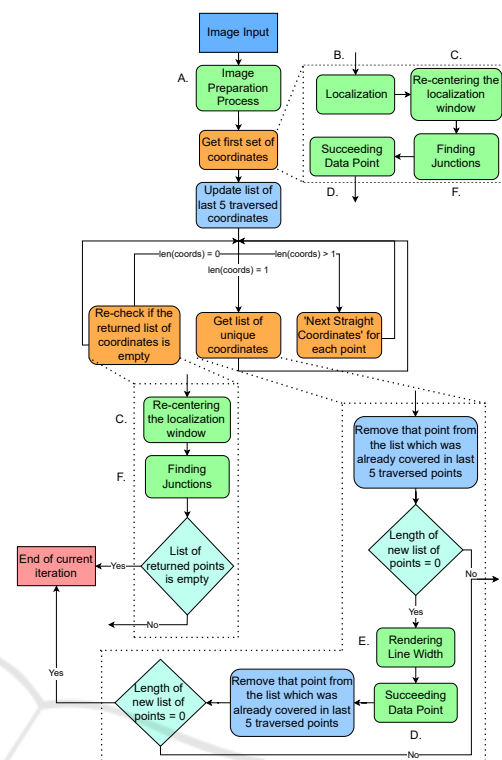 Image Input
A.
Image
Preparation
Process
Get first set of
coordinates
Update list of
last 5 traversed
coordinates
B.
Localization
C.
Re-centering the
localization
window
Succeeding
Data Point
D.
Finding
Junctions
F.
len(coords) = 0
len(coords) > 1
len(coords) = 1
Re-check if the
returned list of
coordinates is
empty
Get list of
unique
coordinates
'Next Straight
Coordinates' for
each point
C.
Re-centering
the localization
window
F.
Finding
Junctions
List of
returned points
is empty
Yes
No
End of current
iteration
Remove that point from
the list which was
already covered in last
5 traversed points
Length of
new list of
points = 0
No
Yes
E.
Rendering
Line Width
Succeeding
Data Point
D.
Remove that point from
the list which was
already covered in last
5 traversed points
Length of
new list of
points = 0
Yes
No